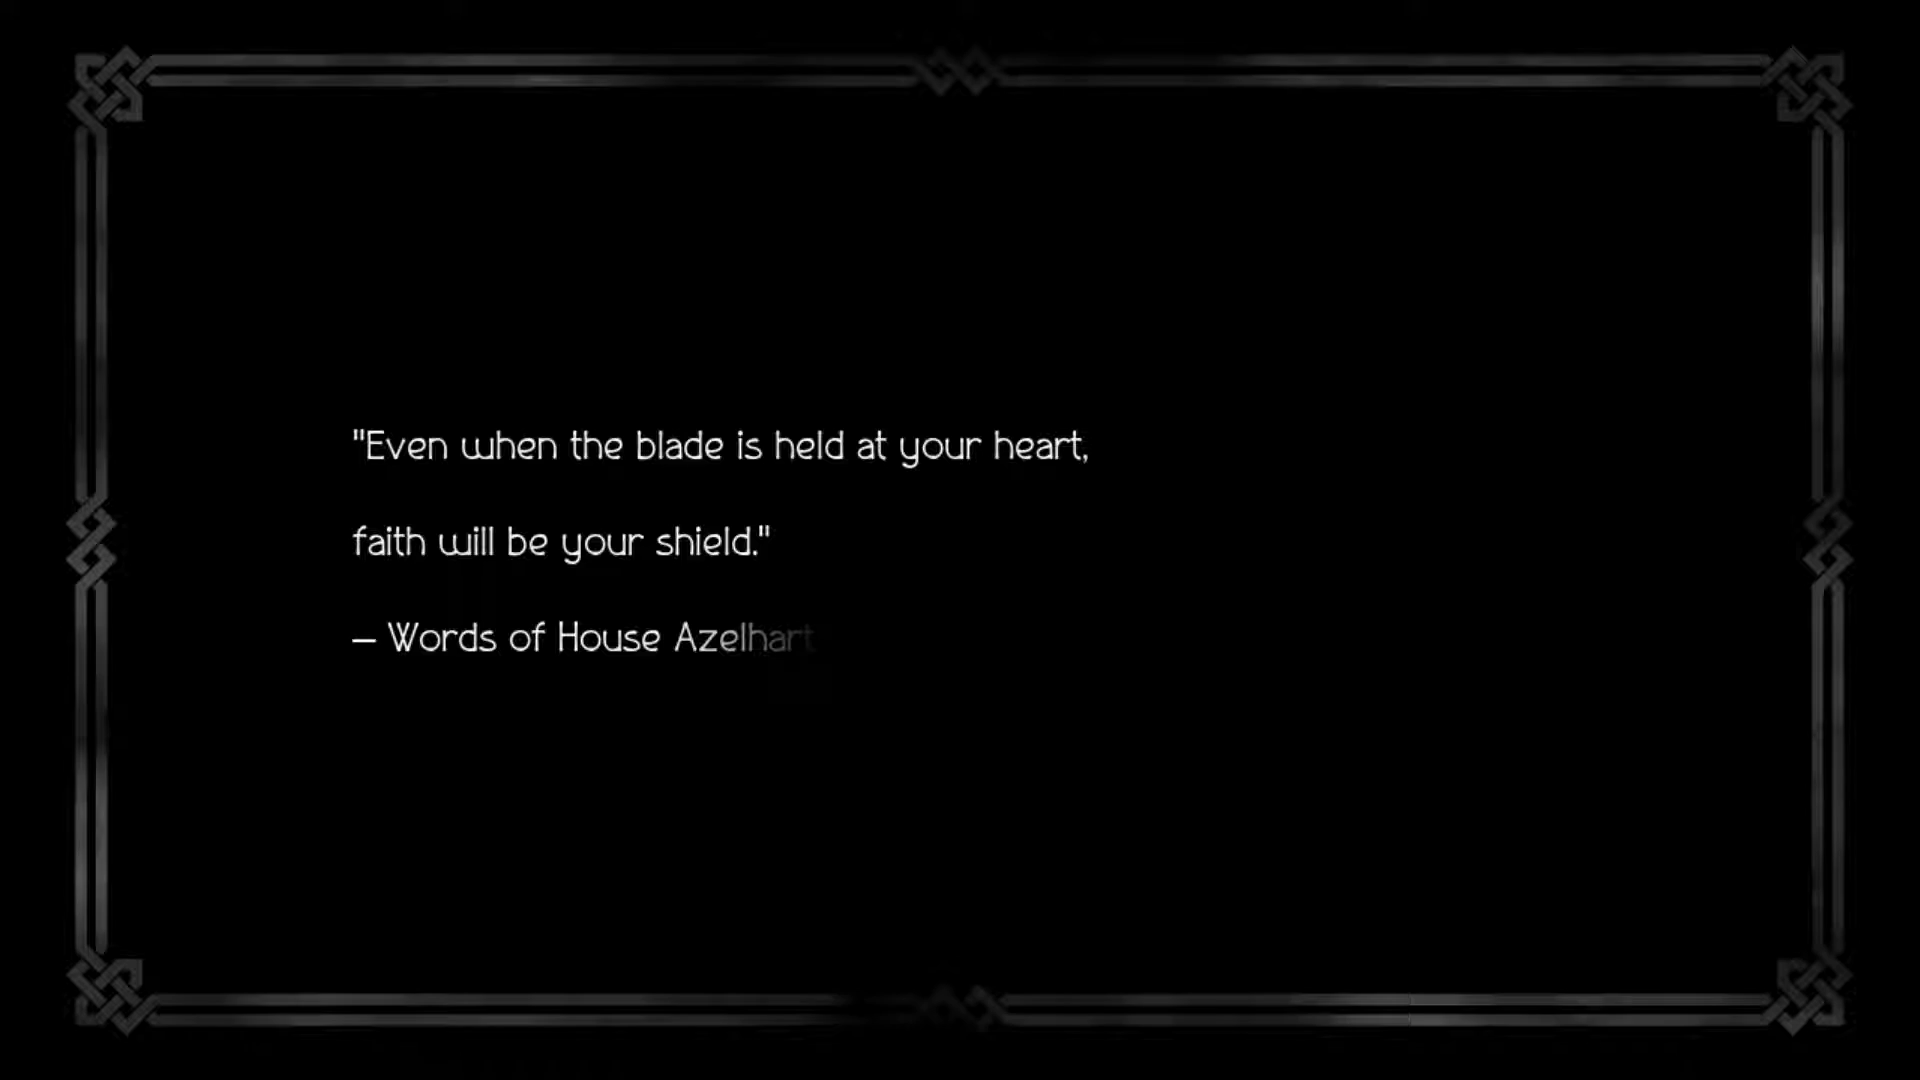 "Even when the blade is held at your heart,
faith will be your shield."
– Words of House Azelhart